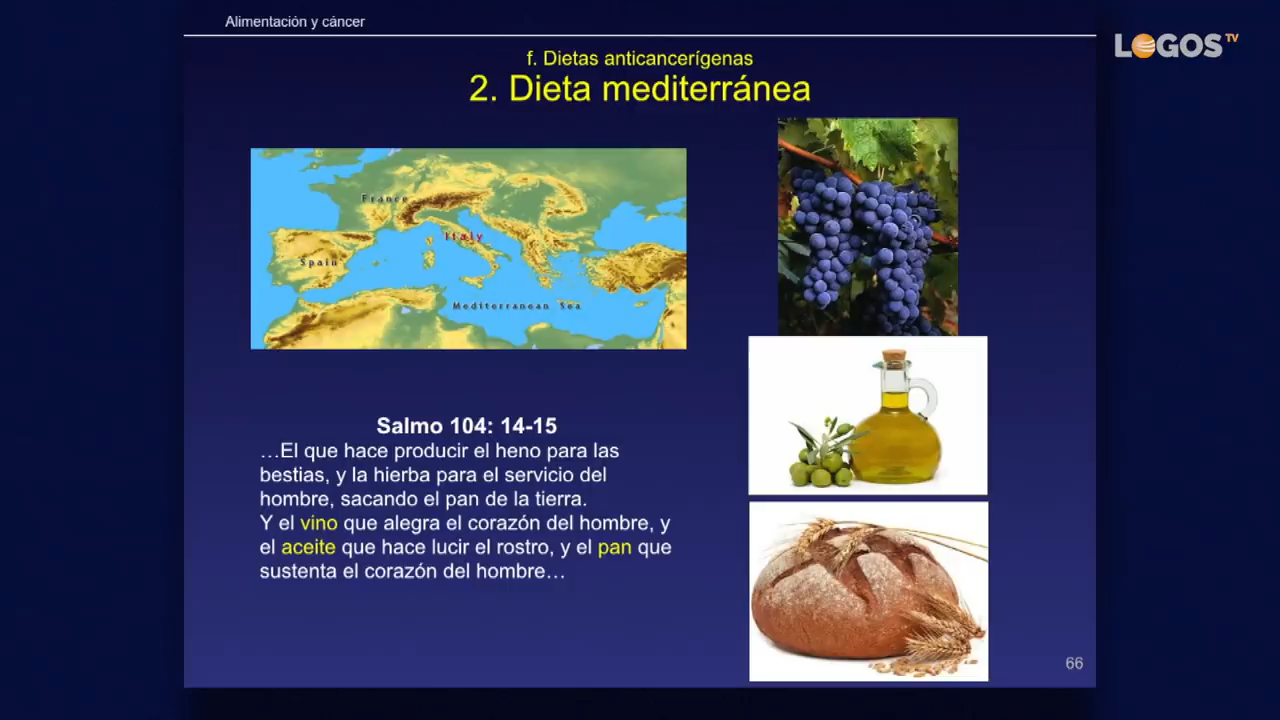 Alimentación y cáncer
LOGOS TV
f. Dietas anticancerígenas
2. Dieta mediterránea
France
Italy
Spain
Mediterranean Sea
Salmo 104: 14-15
…El que hace producir el heno para las
bestias, y la hierba para el servicio del
hombre, sacando el pan de la tierra.
Y el vino que alegra el corazón del hombre, y
el aceite que hace lucir el rostro, y el pan que
sustenta el corazón del hombre…
66